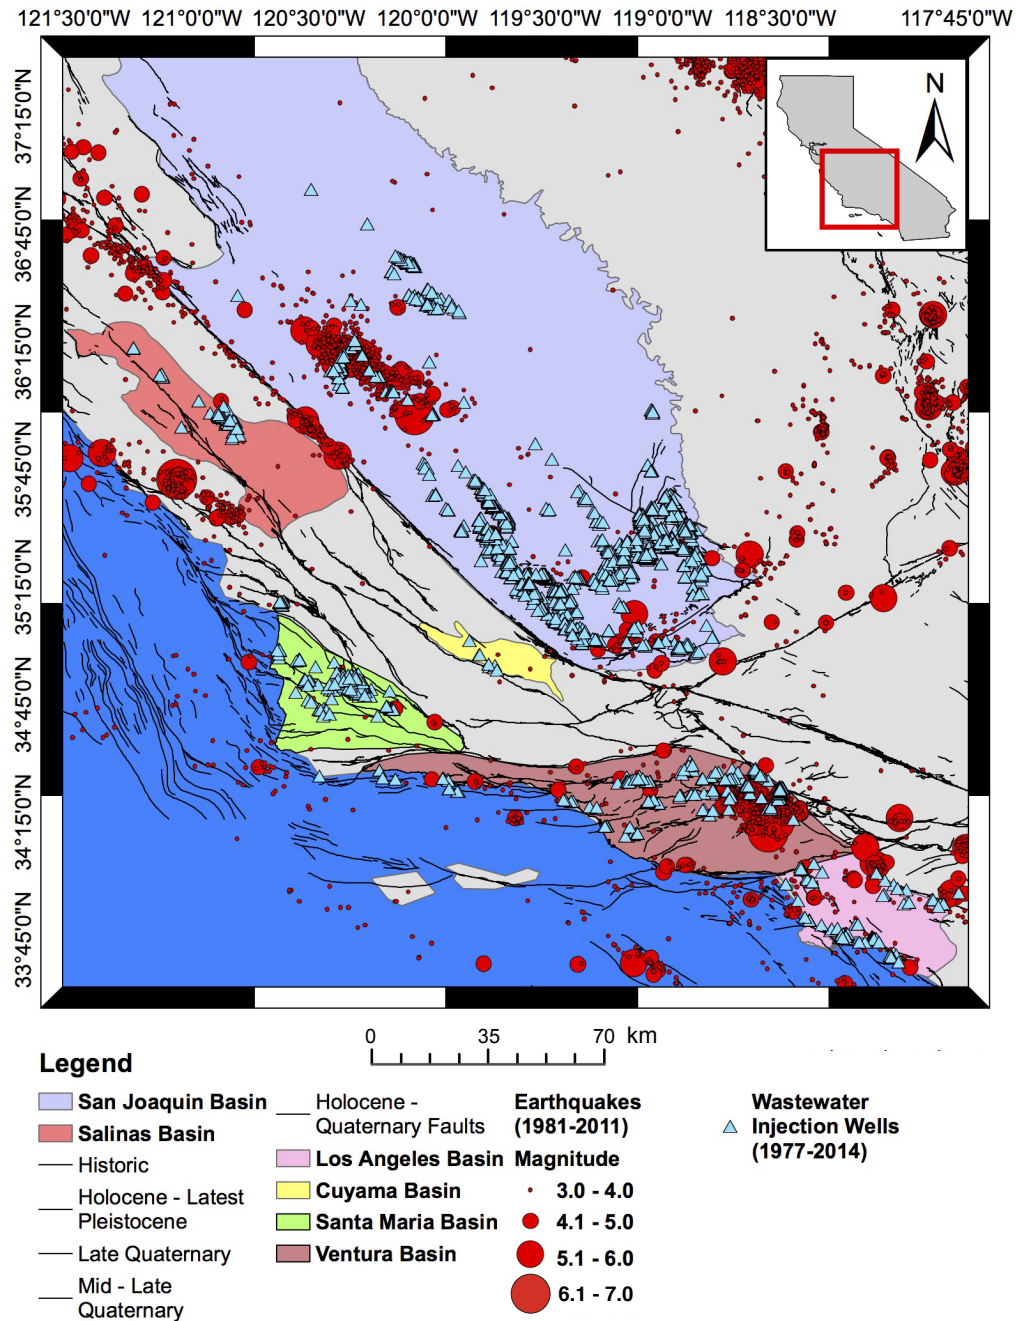 121°30'0"W 121°0'0"W 120°30'0"W 120°0'0"W 119°30'0"W 119°0'0"W 118°30'0"W 117°45'0"W
37°15'0"N
36°45'0"N
36°15'0"N
35°45'0"N
35°15'0"N
34°45'0"N
34°15'0"N
33°45'0"N
N
0 35 70 km
Legend
San Joaquin Basin
Salinas Basin
Historic
Holocene - Latest
Pleistocene
Late Quaternary
Mid - Late
Quaternary
Holocene -
Quaternary Faults
Los Angeles Basin
Cuyama Basin
Santa Maria Basin
Ventura Basin
Earthquakes
(1981-2011)
Magnitude
3.0 - 4.0
4.1 - 5.0
5.1 - 6.0
6.1 - 7.0
Wastewater
Injection Wells
(1977-2014)